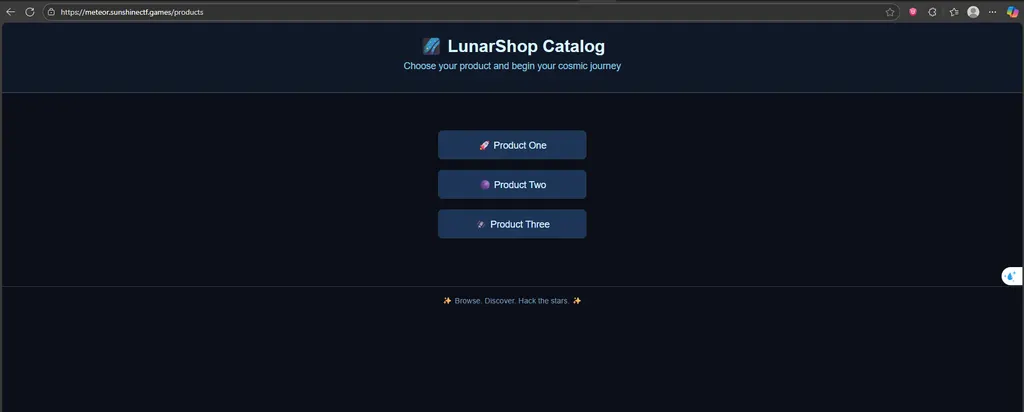 https://meteor.sunshinectf.games/products
LunarShop Catalog
Choose your product and begin your cosmic journey
🚀 Product One
Product Two
Product Three
✨ Browse. Discover. Hack the stars. ✨